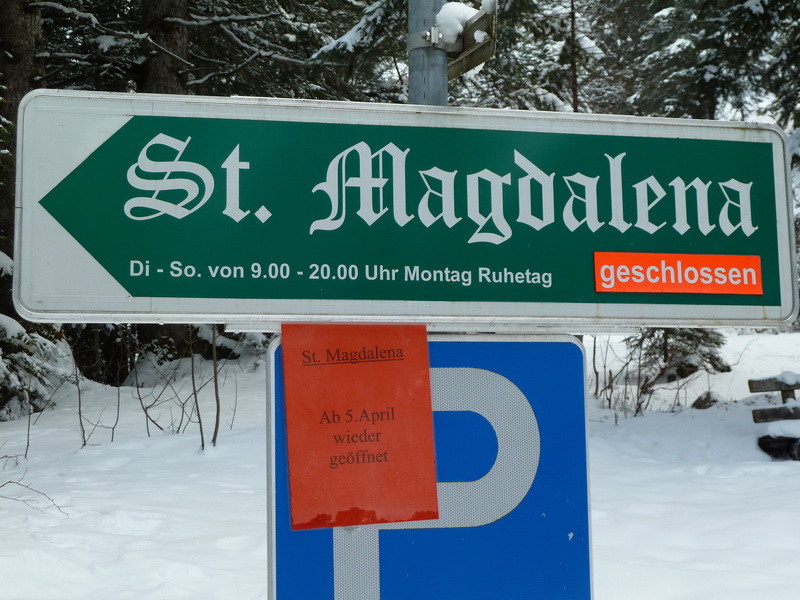 St. Magdalena
Di - So. von 9.00 - 20.00 Uhr Montag Ruhetag
geschlossen
St. Magdalena
Ab 5.April
wieder
geöffnet
P